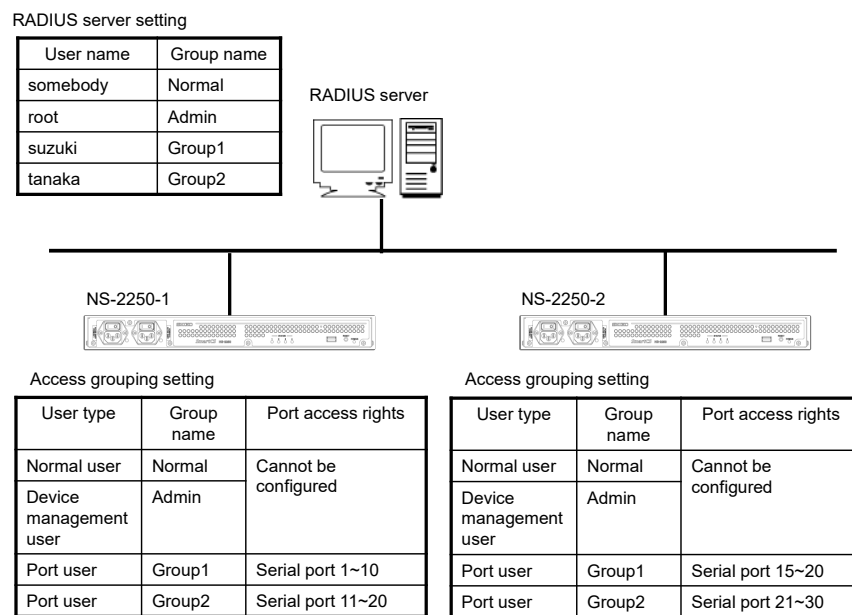 RADIUS server setting
User name Group name
somebody Normal
root Admin
suzuki Group1
tanaka Group2
RADIUS server
NS-2250-1
NS-2250-2
Access grouping setting
User type Group name Port access rights
Normal user Normal Cannot be configured
Device management user Admin
Port user Group1 Serial port 1~10
Port user Group2 Serial port 11~20
Access grouping setting
User type Group name Port access rights
Normal user Normal Cannot be configured
Device management user Admin
Port user Group1 Serial port 15~20
Port user Group2 Serial port 21~30